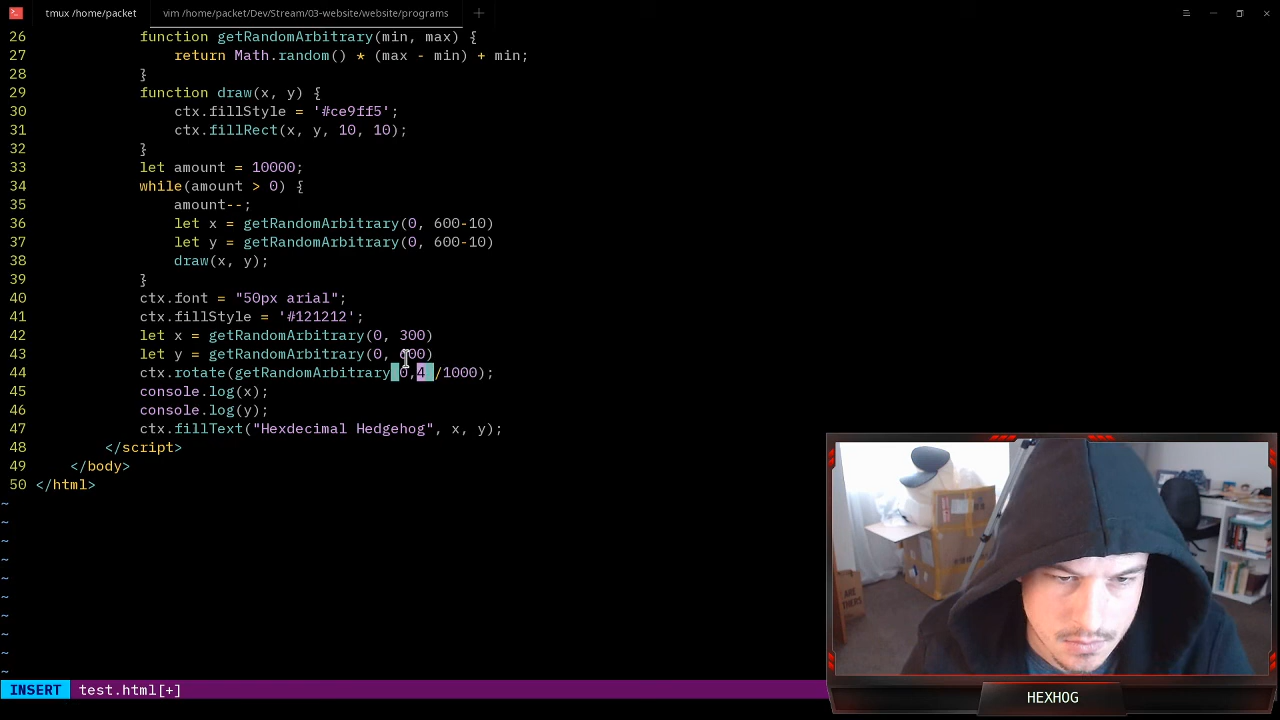 tmux /home/packet
vim /home/packet/Dev/Stream/03-website/website/programs
26 function getRandomArbitrary(min, max) {
27 return Math.random() * (max - min) + min;
28 }
29 function draw(x, y) {
30 ctx.fillStyle = '#ce9ff5';
31 ctx.fillRect(x, y, 10, 10);
32 }
33 let amount = 10000;
34 while(amount > 0) {
35 amount--;
36 let x = getRandomArbitrary(0, 600-10)
37 let y = getRandomArbitrary(0, 600-10)
38 draw(x, y);
39 }
40 ctx.font = "50px arial";
41 ctx.fillStyle = '#121212';
42 let x = getRandomArbitrary(0, 300)
43 let y = getRandomArbitrary(0, 600)
44 ctx.rotate(getRandomArbitrary(0,4)/1000);
45 console.log(x);
46 console.log(y);
47 ctx.fillText("Hexdecimal Hedgehog", x, y);
48 </script>
49 </body>
50 </html>
~
~
~
~
~
~
~
~
~
~
INSERT test.html[+]
ARE
THERS
HEXHOG